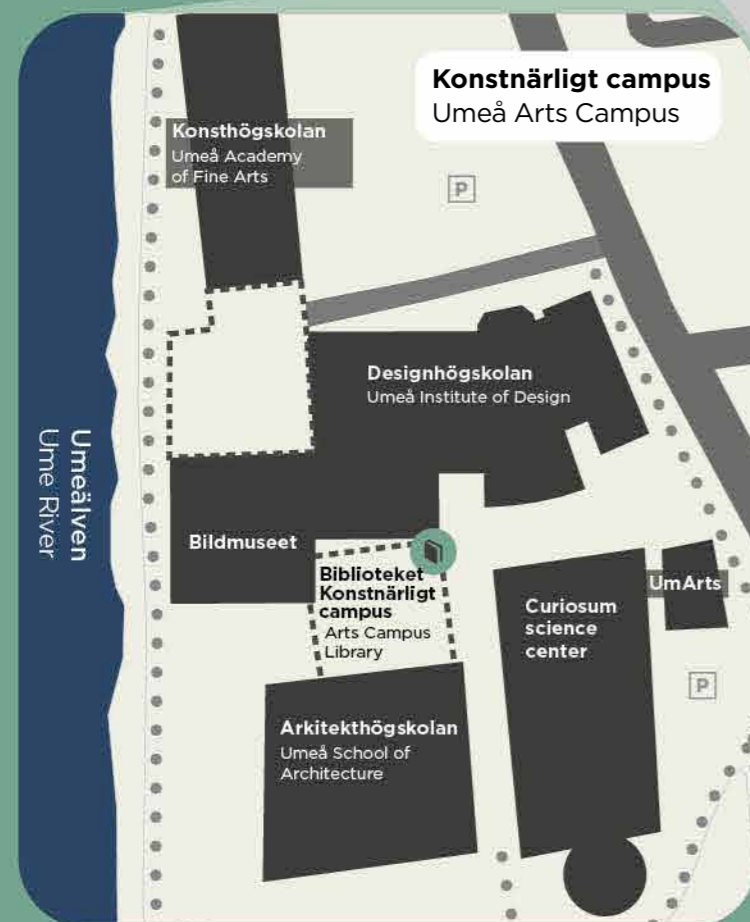 Konstnärligt campus
Umeå Arts Campus
Konsthögskolan
Umeå Academy
of Fine Arts
P
Designhögskolan
Umeå Institute of Design
Umeälven
Ume River
Bildmuseet
Biblioteket
Konstnärligt
campus
Arts Campus
Library
UmArts
Curiosum
science
center
P
Arkitekthögskolan
Umeå School of
Architecture